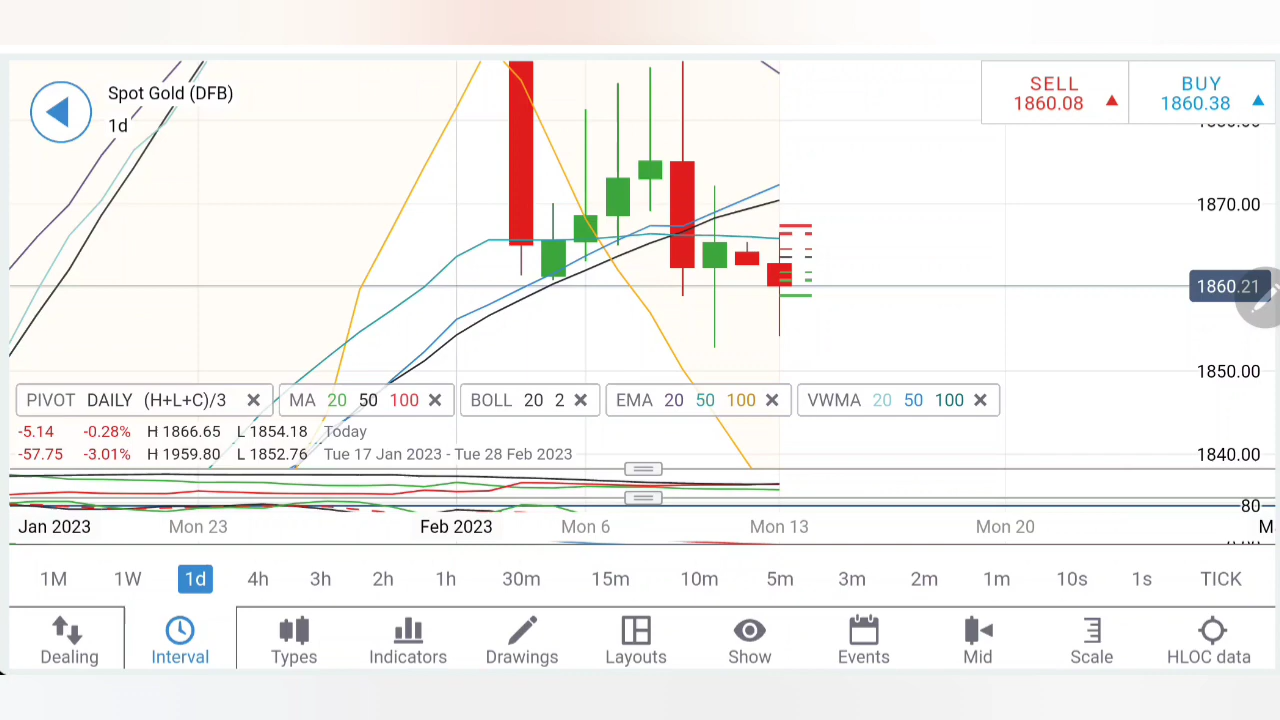 Spot Gold (DFB)
1d
SELL
1860.08
BUY
1860.38
1870.00
1860.21
1850.00
1840.00
80
PIVOT DAILY (H+L+C)/3
MA 20 50 100
BOLL 20 2
EMA 20 50 100
VWMA 20 50 100
-5.14 -0.28% H 1866.65 L 1854.18 Today
-57.75 -3.01% H 1959.80 L 1852.76 Tue 17 Jan 2023 - Tue 28 Feb 2023
Jan 2023 Mon 23 Feb 2023 Mon 6 Mon 13 Mon 20 M
1M 1W 1d 4h 3h 2h 1h 30m 15m 10m 5m 3m 2m 1m 10s 1s TICK
Dealing Interval Types Indicators Drawings Layouts Show Events Mid Scale HLOC data